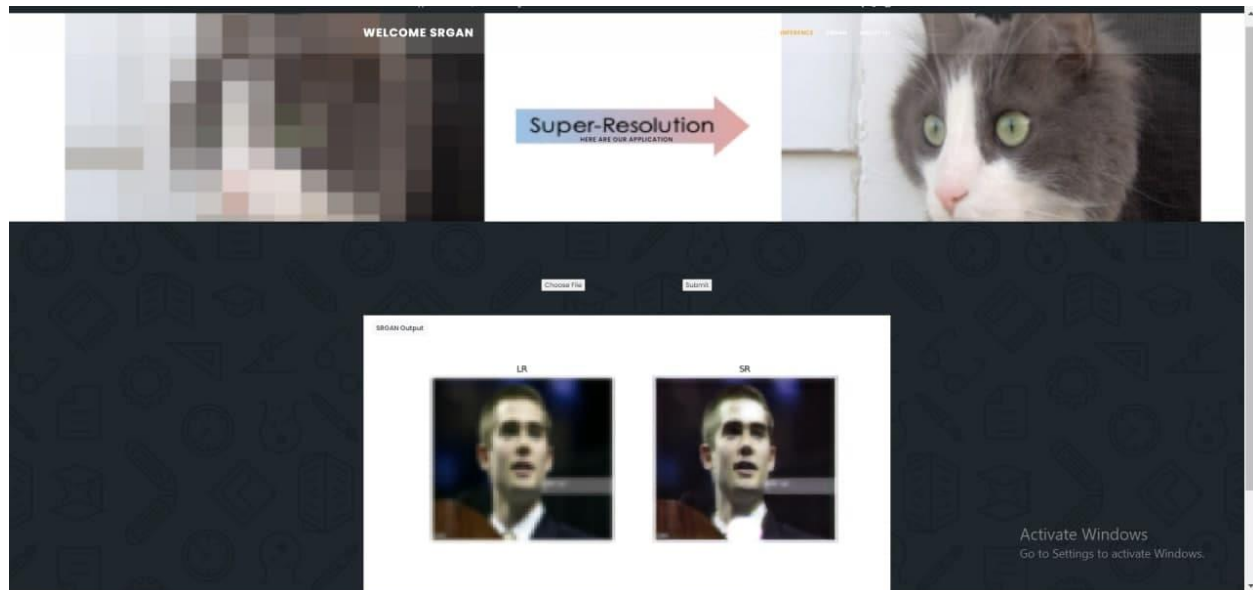 WELCOME SRGAN
Super-Resolution
HERE ARE OUR APPLICATION
Choose File
Submit
SRGAN Output
LR
SR
Activate Windows
Go to Settings to activate Windows.